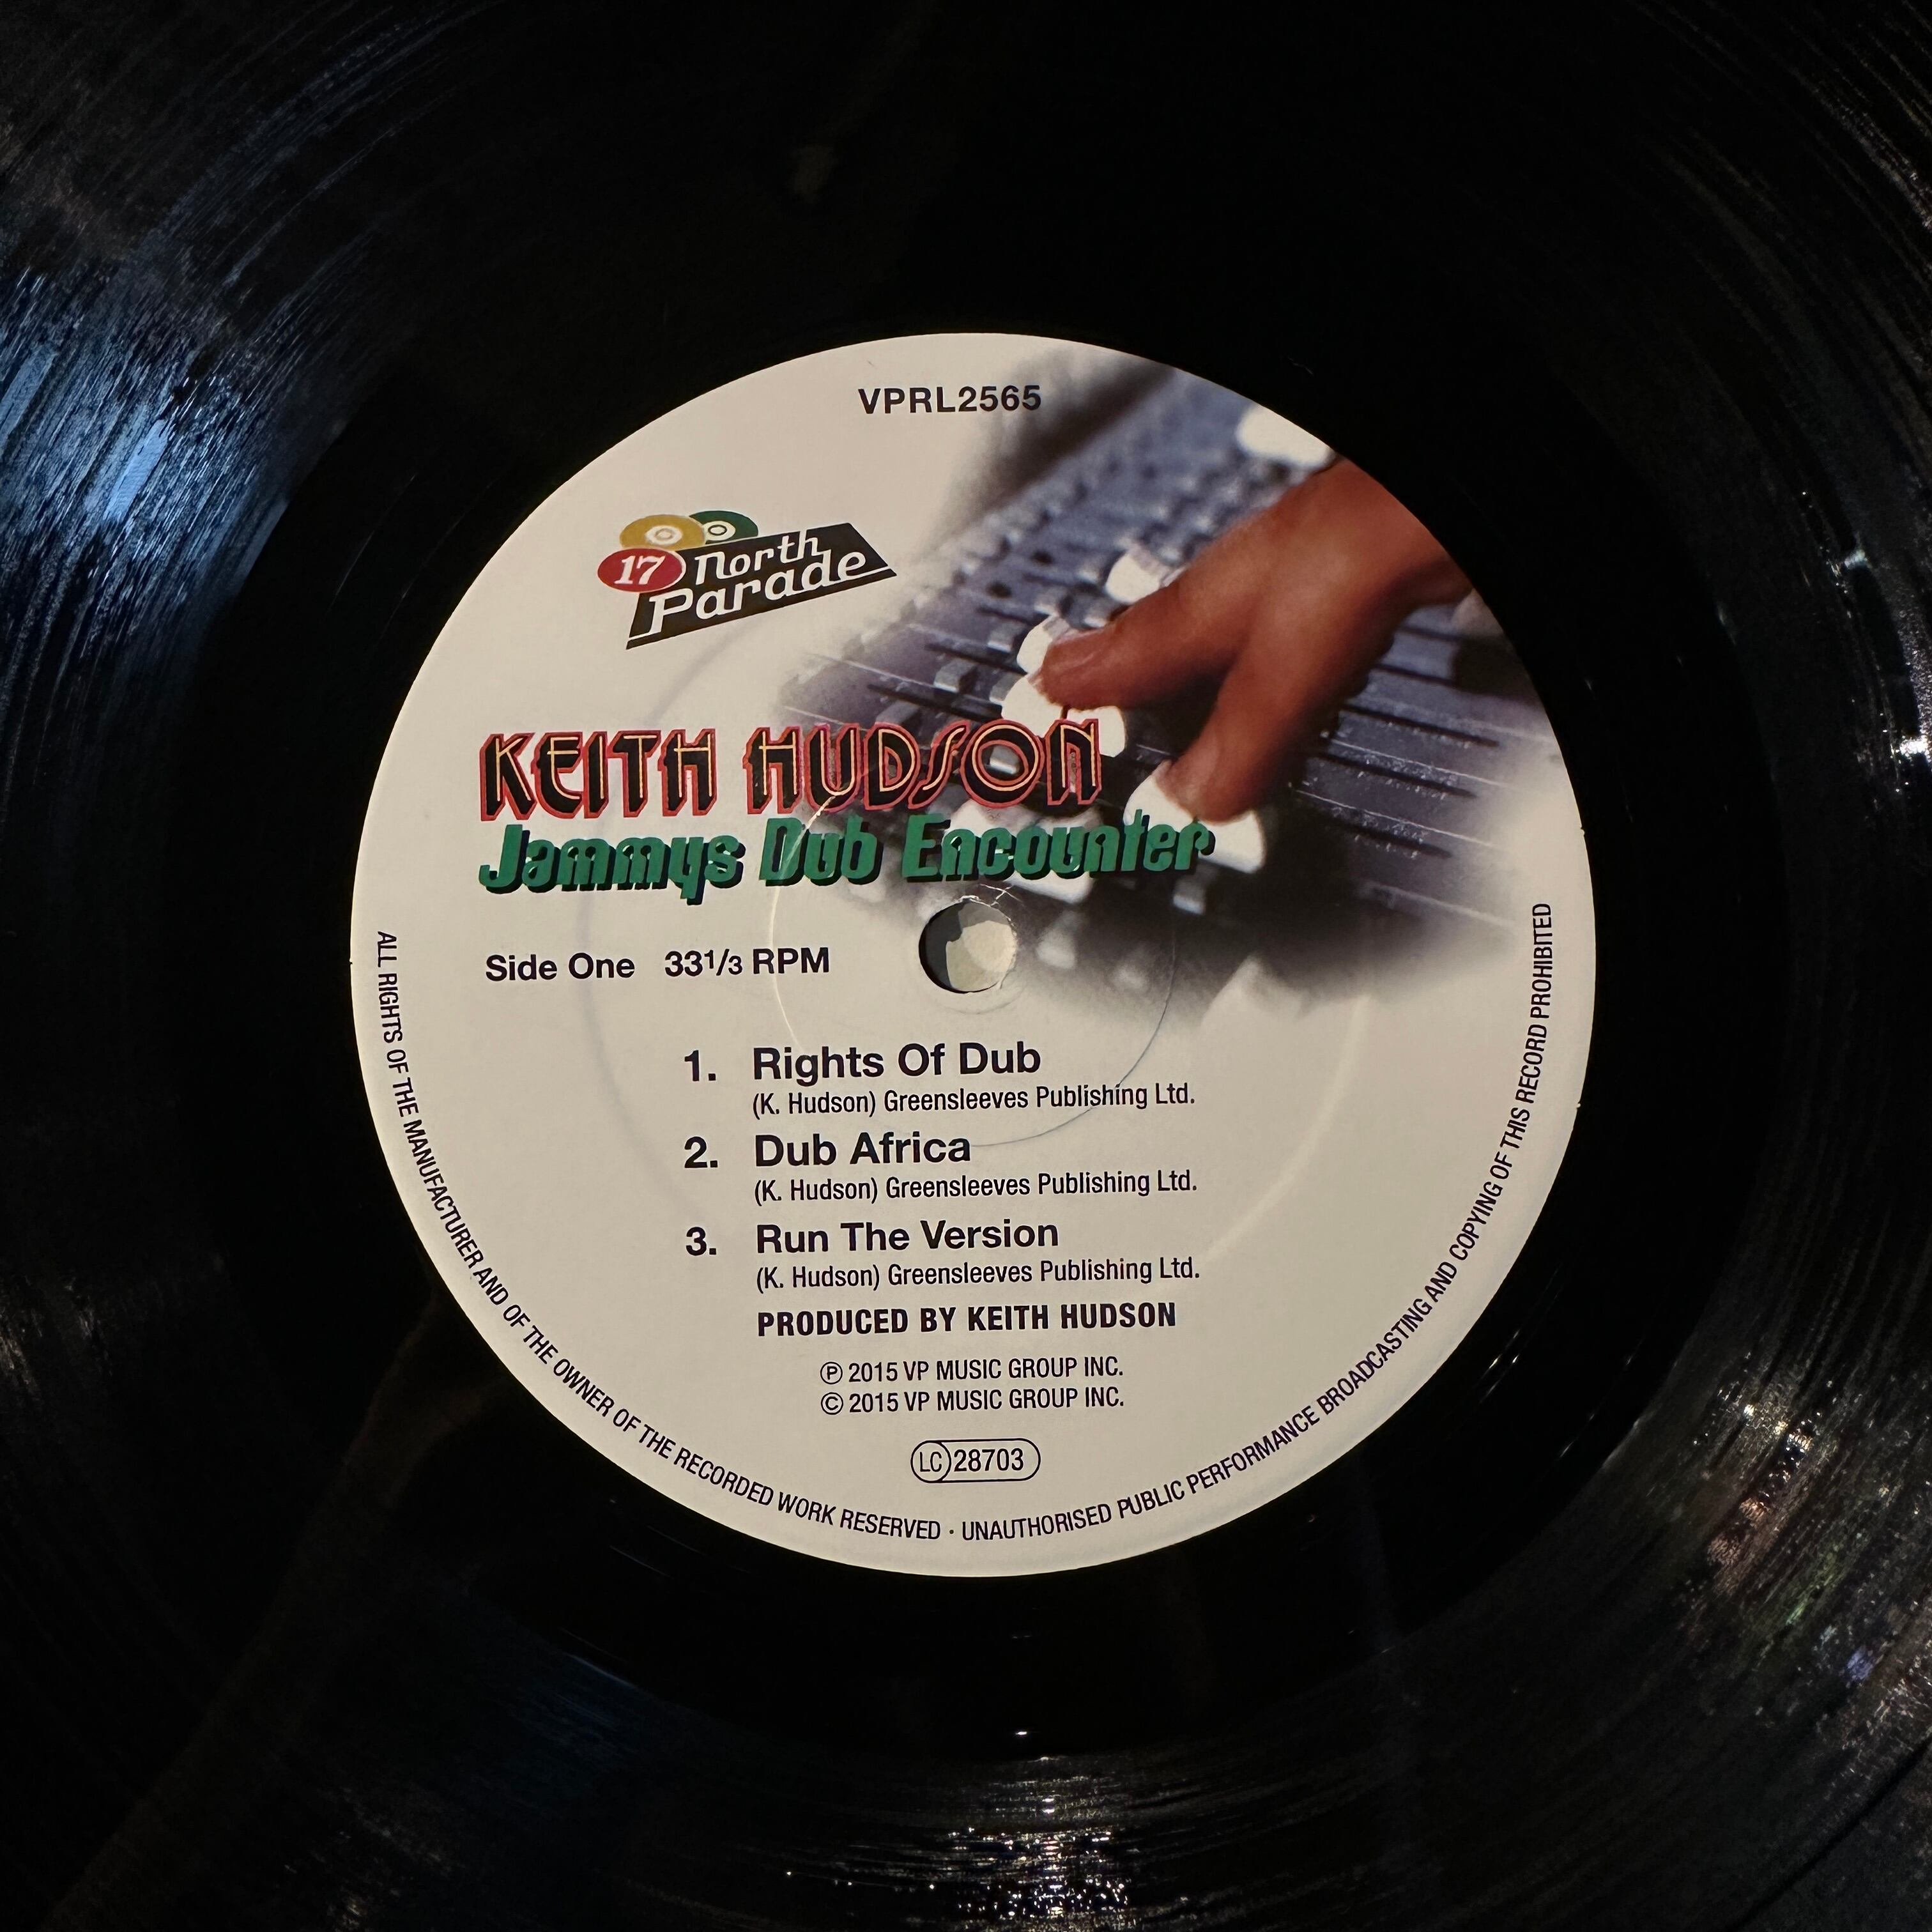 VPRL2565
17 North
Parade
KEITH HUDSON
Jammys Dub Encounter
Side One 33 1/3 RPM
1. Rights Of Dub
(K. Hudson) Greensleeves Publishing Ltd.
2. Dub Africa
(K. Hudson) Greensleeves Publishing Ltd.
3. Run The Version
(K. Hudson) Greensleeves Publishing Ltd.
PRODUCED BY KEITH HUDSON
℗ 2015 VP MUSIC GROUP INC.
© 2015 VP MUSIC GROUP INC.
LC 28703
ALL RIGHTS OF THE MANUFACTURER AND OF THE OWNER OF THE RECORDED WORK RESERVED · UNAUTHORISED PUBLIC PERFORMANCE BROADCASTING AND COPYING OF THIS RECORD PROHIBITED